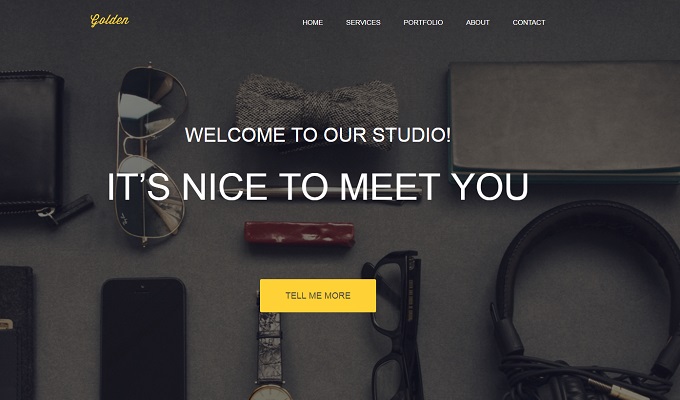 Golden
HOME SERVICES PORTFOLIO ABOUT CONTACT
WELCOME TO OUR STUDIO!
IT'S NICE TO MEET YOU
TELL ME MORE